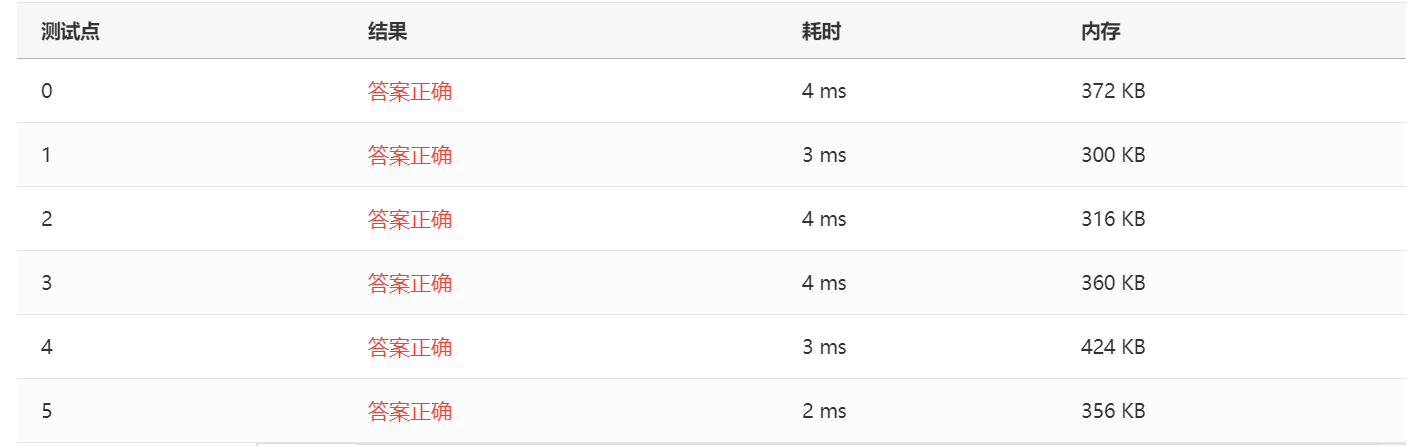 测试点 结果 耗时 内存
0 答案正确 4 ms 372 KB
1 答案正确 3 ms 300 KB
2 答案正确 4 ms 316 KB
3 答案正确 4 ms 360 KB
4 答案正确 3 ms 424 KB
5 答案正确 2 ms 356 KB